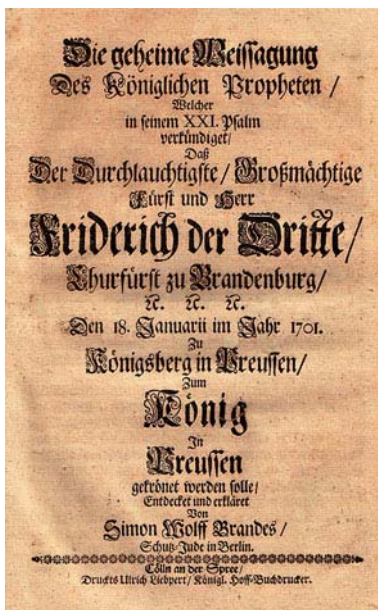 Die geheime Weissagung
Des Königlichen Propheten /
Welcher
in seinem XXI. Psalm
verkündiget /
Daß
Der Durchlauchtigste / Großmächtige
Fürst und Herr
Friderich der Dritte /
Churfürst zu Brandenburg /
ꝛc. ꝛc. ꝛc.
Den 18. Januarii im Jahr 1701.
Zu
Königsberg in Preussen /
Zum
König
In
Preussen
gekrönet werden solle /
Entdecket und erkläret
Von
Simon Wolff Brandes /
Schutz-Jude in Berlin.
Cölln an der Spree /
Druckts Ulrich Liebpert / Königl. Hoff-Buchdrucker.